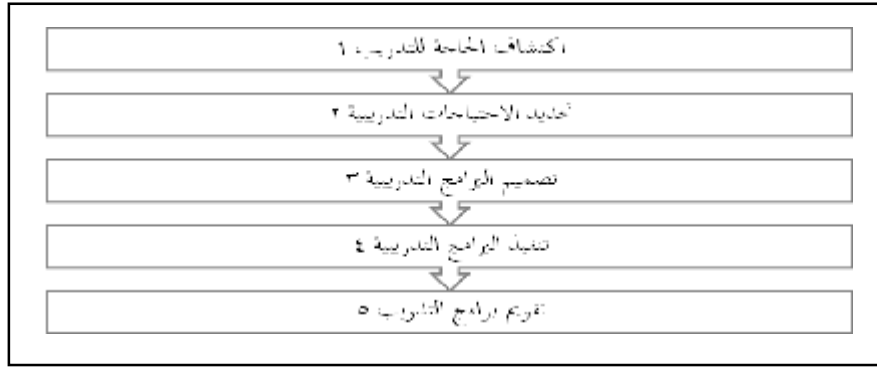 اكتشاف الحاجة للتدريب ١
تحديد الاحتياجات التدريبية ٢
تصميم البرامج التدريبية ٣
تنفيذ البرامج التدريبية ٤
تقويم برامج التدريب ٥